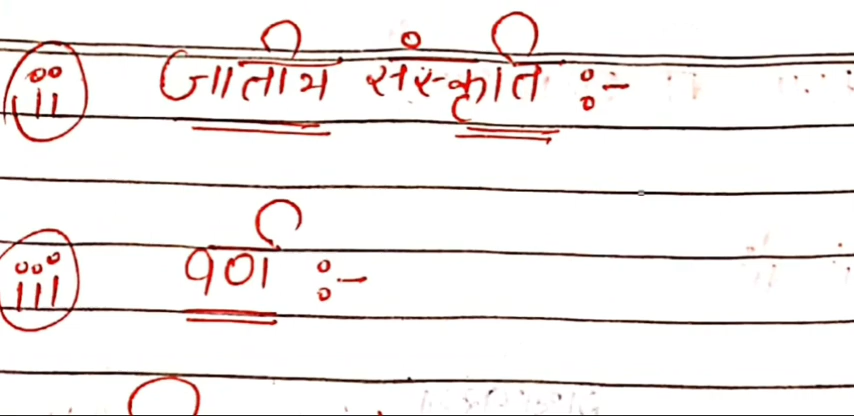 (ii) जातीय संस्कृति :-
(iii) वर्ण :-